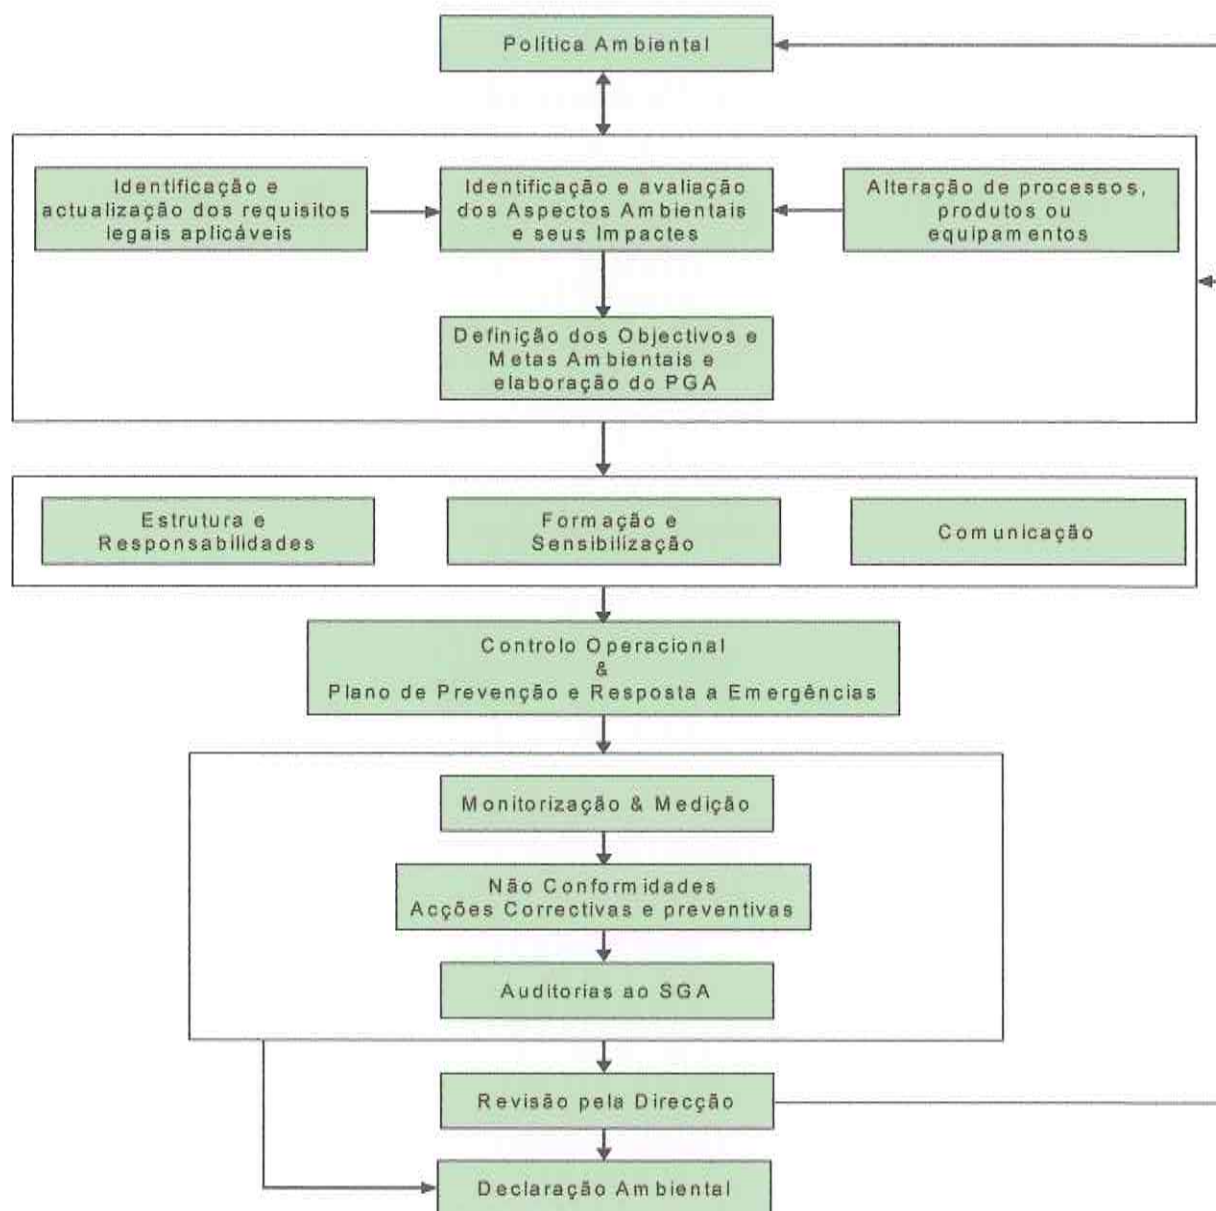 Política Ambiental
Identificação e
actualização dos requisitos
legais aplicáveis
Identificação e avaliação
dos Aspectos Ambientais
e seus Impactes
Alteração de processos,
produtos ou
equipamentos
Definição dos Objectivos e
Metas Ambientais e
elaboração do PGA
Estrutura e
Responsabilidades
Formação e
Sensibilização
Comunicação
Controlo Operacional
&
Plano de Prevenção e Resposta a Emergências
Monitorização & Medição
Não Conformidades
Acções Correctivas e preventivas
Auditorias ao SGA
Revisão pela Direcção
Declaração Ambiental